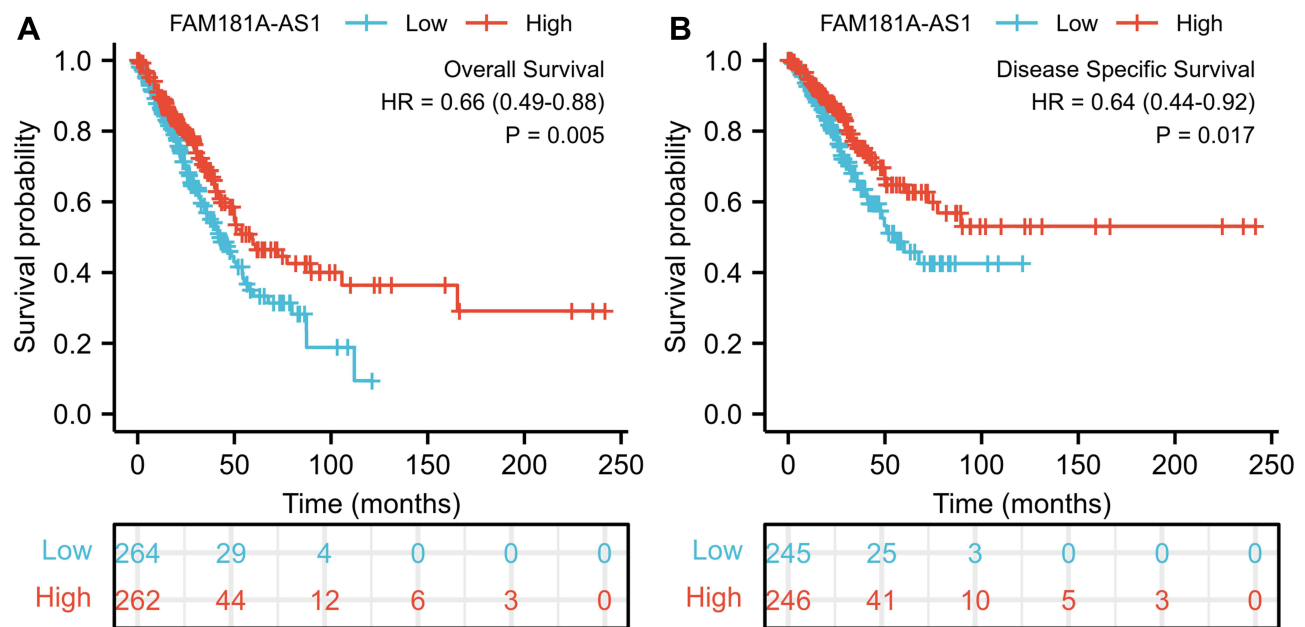 A
FAM181A-AS1 Low High
Overall Survival
HR = 0.66 (0.49-0.88)
P = 0.005
Survival probability
1.0
0.8
0.6
0.4
0.2
0.0
0 50 100 150 200 250
Time (months)
Low 264 29 4 0 0 0
High 262 44 12 6 3 0
B
FAM181A-AS1 Low High
Disease Specific Survival
HR = 0.64 (0.44-0.92)
P = 0.017
Survival probability
1.0
0.8
0.6
0.4
0.2
0.0
0 50 100 150 200 250
Time (months)
Low 245 25 3 0 0 0
High 246 41 10 5 3 0